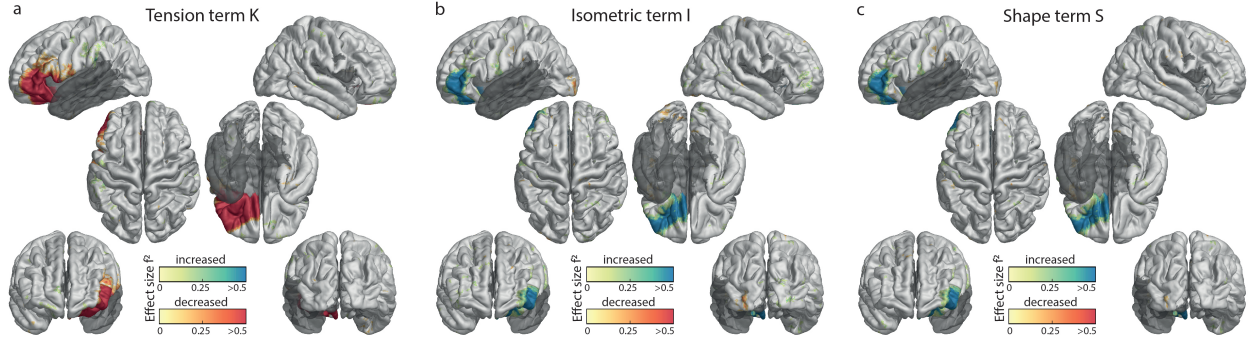 a Tension term K
Effect size f²
increased
0 0.25 >0.5
decreased
0 0.25 >0.5
b Isometric term I
Effect size f²
increased
0 0.25 >0.5
decreased
0 0.25 >0.5
c Shape term S
Effect size f²
increased
0 0.25 >0.5
decreased
0 0.25 >0.5